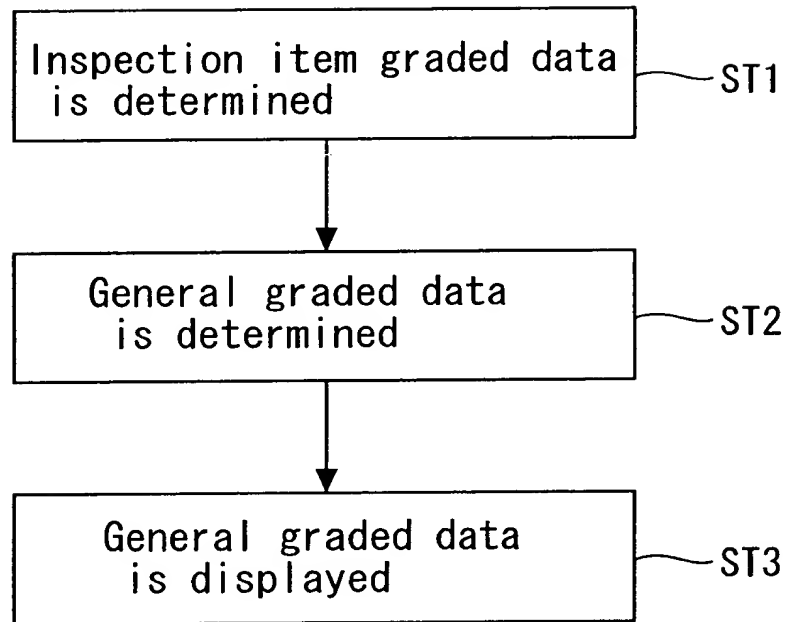 Inspection item graded data
is determined
ST1
General graded data
is determined
ST2
General graded data
is displayed
ST3